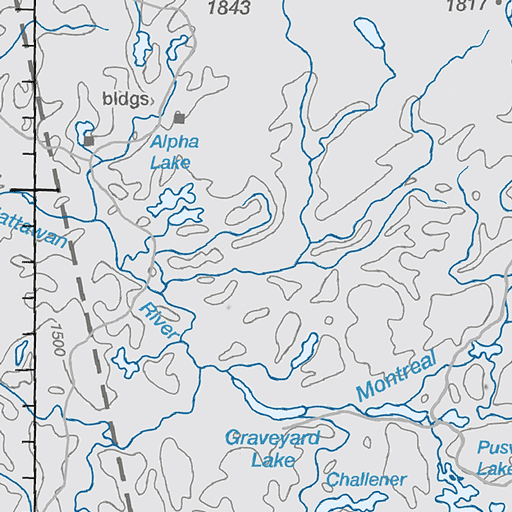 1843
1817
bldgs
Alpha
Lake
attawan
River
1500
Montreal
Graveyard
Lake
Challener
Pusw
Lake